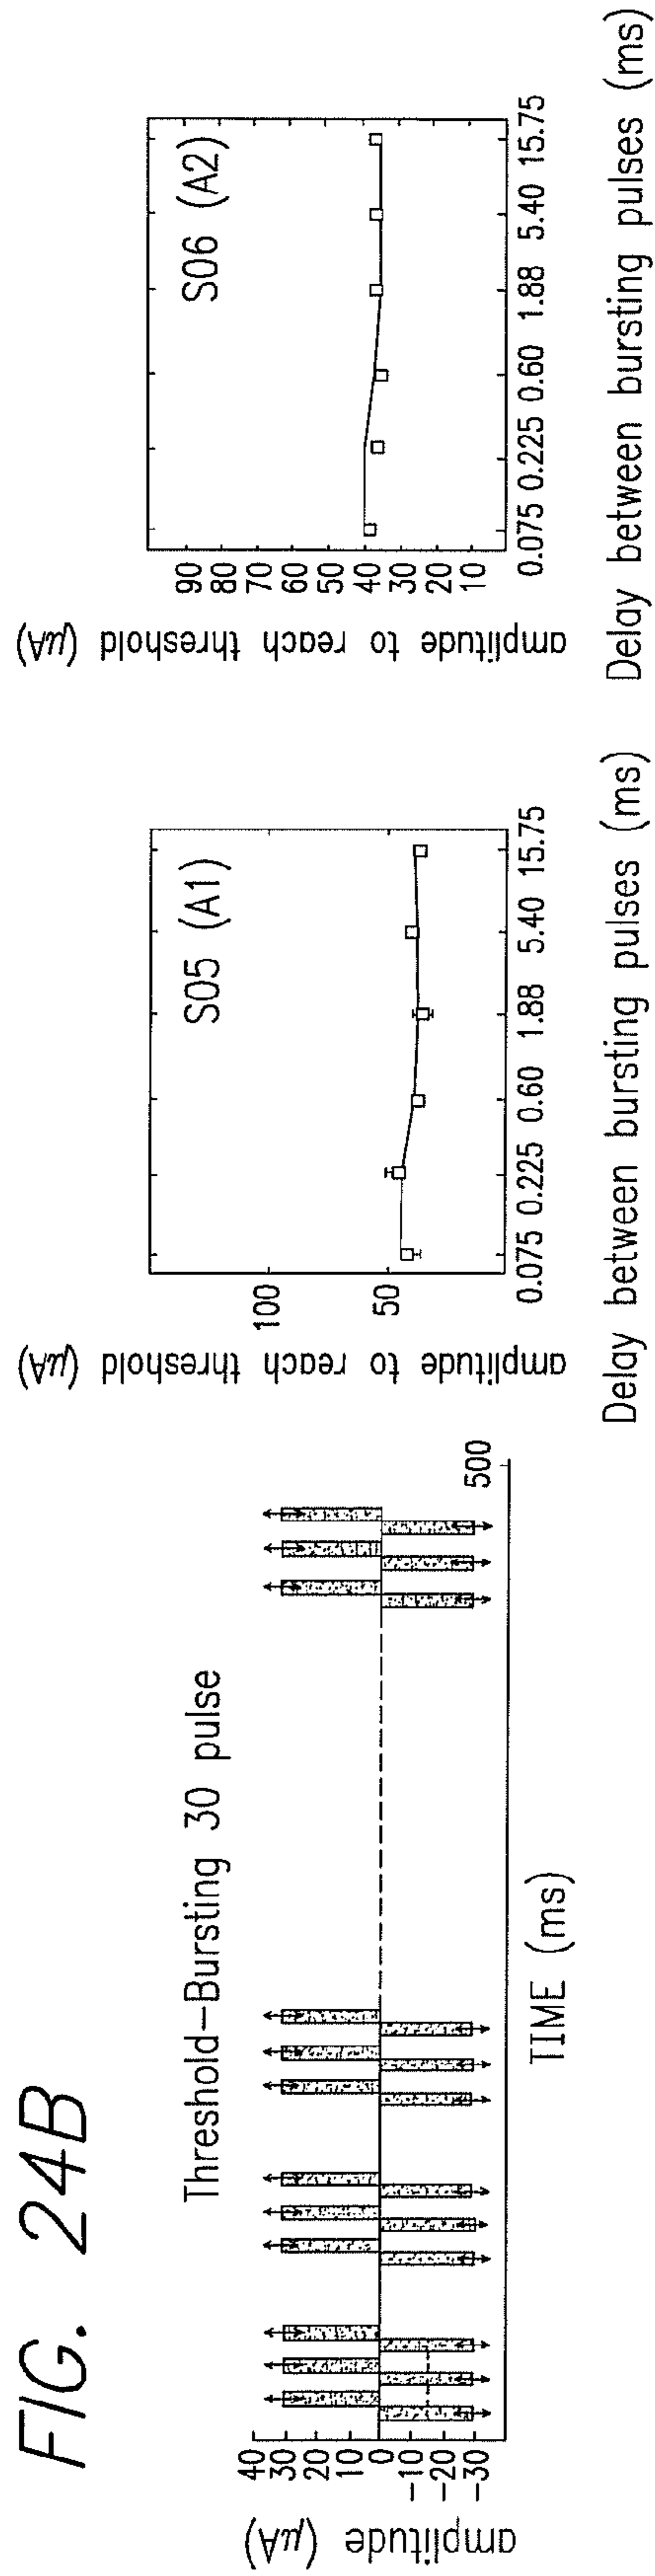 FIG. 24B
Threshold-Bursting 30 pulse
amplitude (μA)
40
30
20
10
0
-10
-20
-30
500
TIME (ms)
S05 (A1)
amplitude to reach threshold (μA)
100
50
0.075 0.225 0.60 1.88 5.40 15.75
Delay between bursting pulses (ms)
S06 (A2)
amplitude to reach threshold (μA)
90
80
70
60
50
40
30
20
10
0.075 0.225 0.60 1.88 5.40 15.75
Delay between bursting pulses (ms)